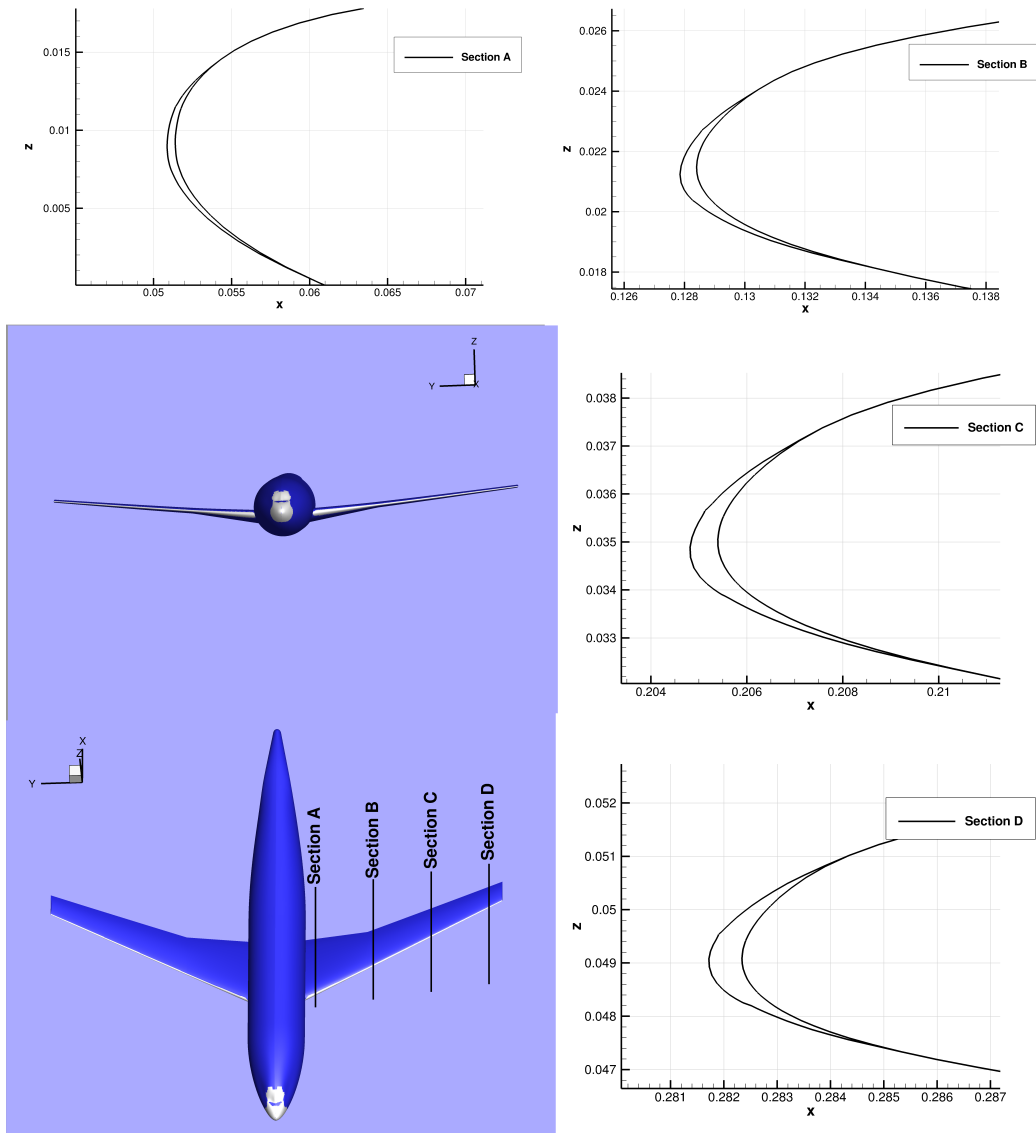 Section A
z
0.015
0.01
0.005
0.05
0.055
0.06
0.065
0.07
x
Section B
z
0.026
0.024
0.022
0.02
0.018
0.126
0.128
0.13
0.132
0.134
0.136
0.138
x
Z
Y
X
Section C
z
0.038
0.037
0.036
0.035
0.034
0.033
0.204
0.206
0.208
0.21
x
X
Z
Y
Section A
Section B
Section C
Section D
Section D
z
0.052
0.051
0.05
0.049
0.048
0.047
0.281
0.282
0.283
0.284
0.285
0.286
0.287
x